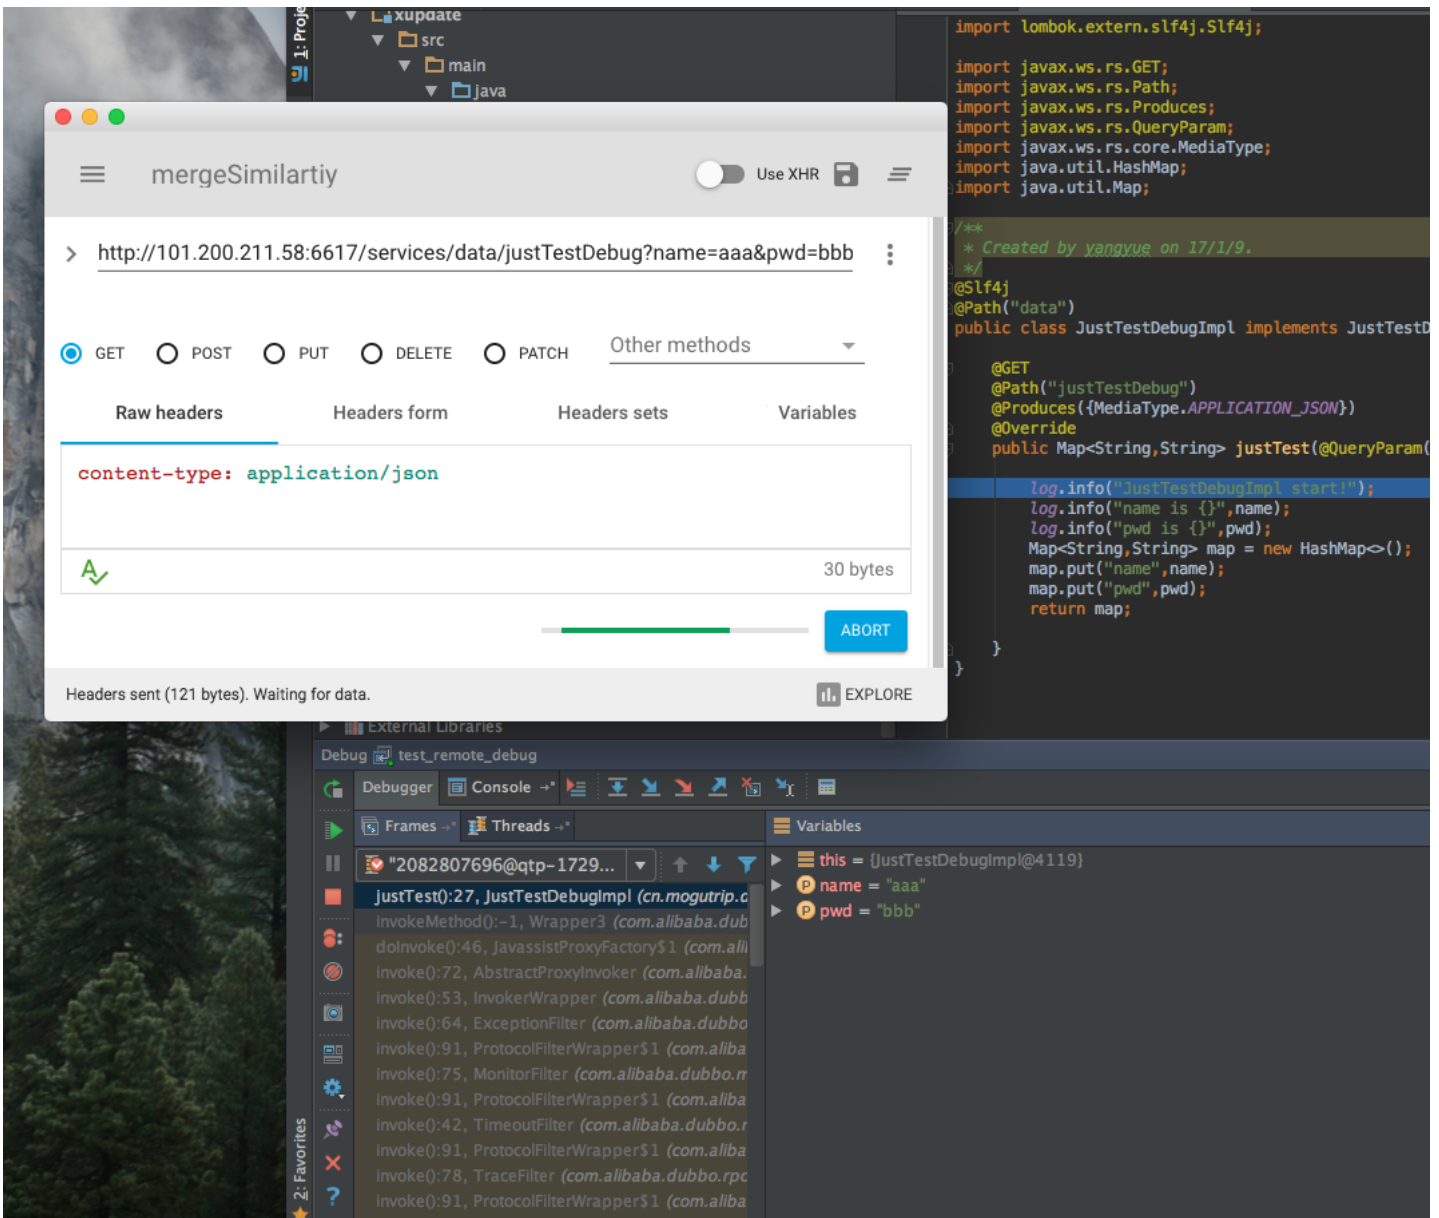 1: Proje
xupdate
src
main
java
mergeSimilartiy
Use XHR
http://101.200.211.58:6617/services/data/justTestDebug?name=aaa&pwd=bbb
GET
POST
PUT
DELETE
PATCH
Other methods
Raw headers
Headers form
Headers sets
Variables
content-type: application/json
30 bytes
ABORT
Headers sent (121 bytes). Waiting for data.
EXPLORE
import lombok.extern.slf4j.Slf4j;
import javax.ws.rs.GET;
import javax.ws.rs.Path;
import javax.ws.rs.Produces;
import javax.ws.rs.QueryParam;
import javax.ws.rs.core.MediaType;
import java.util.HashMap;
import java.util.Map;
/**
* Created by yangyue on 17/1/9.
*/
@Slf4j
@Path("data")
public class JustTestDebugImpl implements JustTestD
@GET
@Path("justTestDebug")
@Produces({MediaType.APPLICATION_JSON})
@Override
public Map<String,String> justTest(@QueryParam(
log.info("JustTestDebugImpl start!");
log.info("name is {}",name);
log.info("pwd is {}",pwd);
Map<String,String> map = new HashMap<>();
map.put("name",name);
map.put("pwd",pwd);
return map;
}
}
External Libraries
Debug test_remote_debug
Debugger
Console
Frames
Threads
Variables
"2082807696@qtp-1729...
justTest():27, JustTestDebugImpl (cn.mogutrip.d
invokeMethod():-1, Wrapper3 (com.alibaba.dub
doInvoke():46, JavassistProxyFactory$1 (com.ali
invoke():72, AbstractProxyInvoker (com.alibaba.
invoke():53, InvokerWrapper (com.alibaba.dubb
invoke():64, ExceptionFilter (com.alibaba.dubbo
invoke():91, ProtocolFilterWrapper$1 (com.aliba
invoke():75, MonitorFilter (com.alibaba.dubbo.m
invoke():91, ProtocolFilterWrapper$1 (com.aliba
invoke():42, TimeoutFilter (com.alibaba.dubbo.r
invoke():91, ProtocolFilterWrapper$1 (com.aliba
invoke():78, TraceFilter (com.alibaba.dubbo.rpc
invoke():91, ProtocolFilterWrapper$1 (com.aliba
this = {JustTestDebugImpl@4119}
name = "aaa"
pwd = "bbb"
2: Favorites